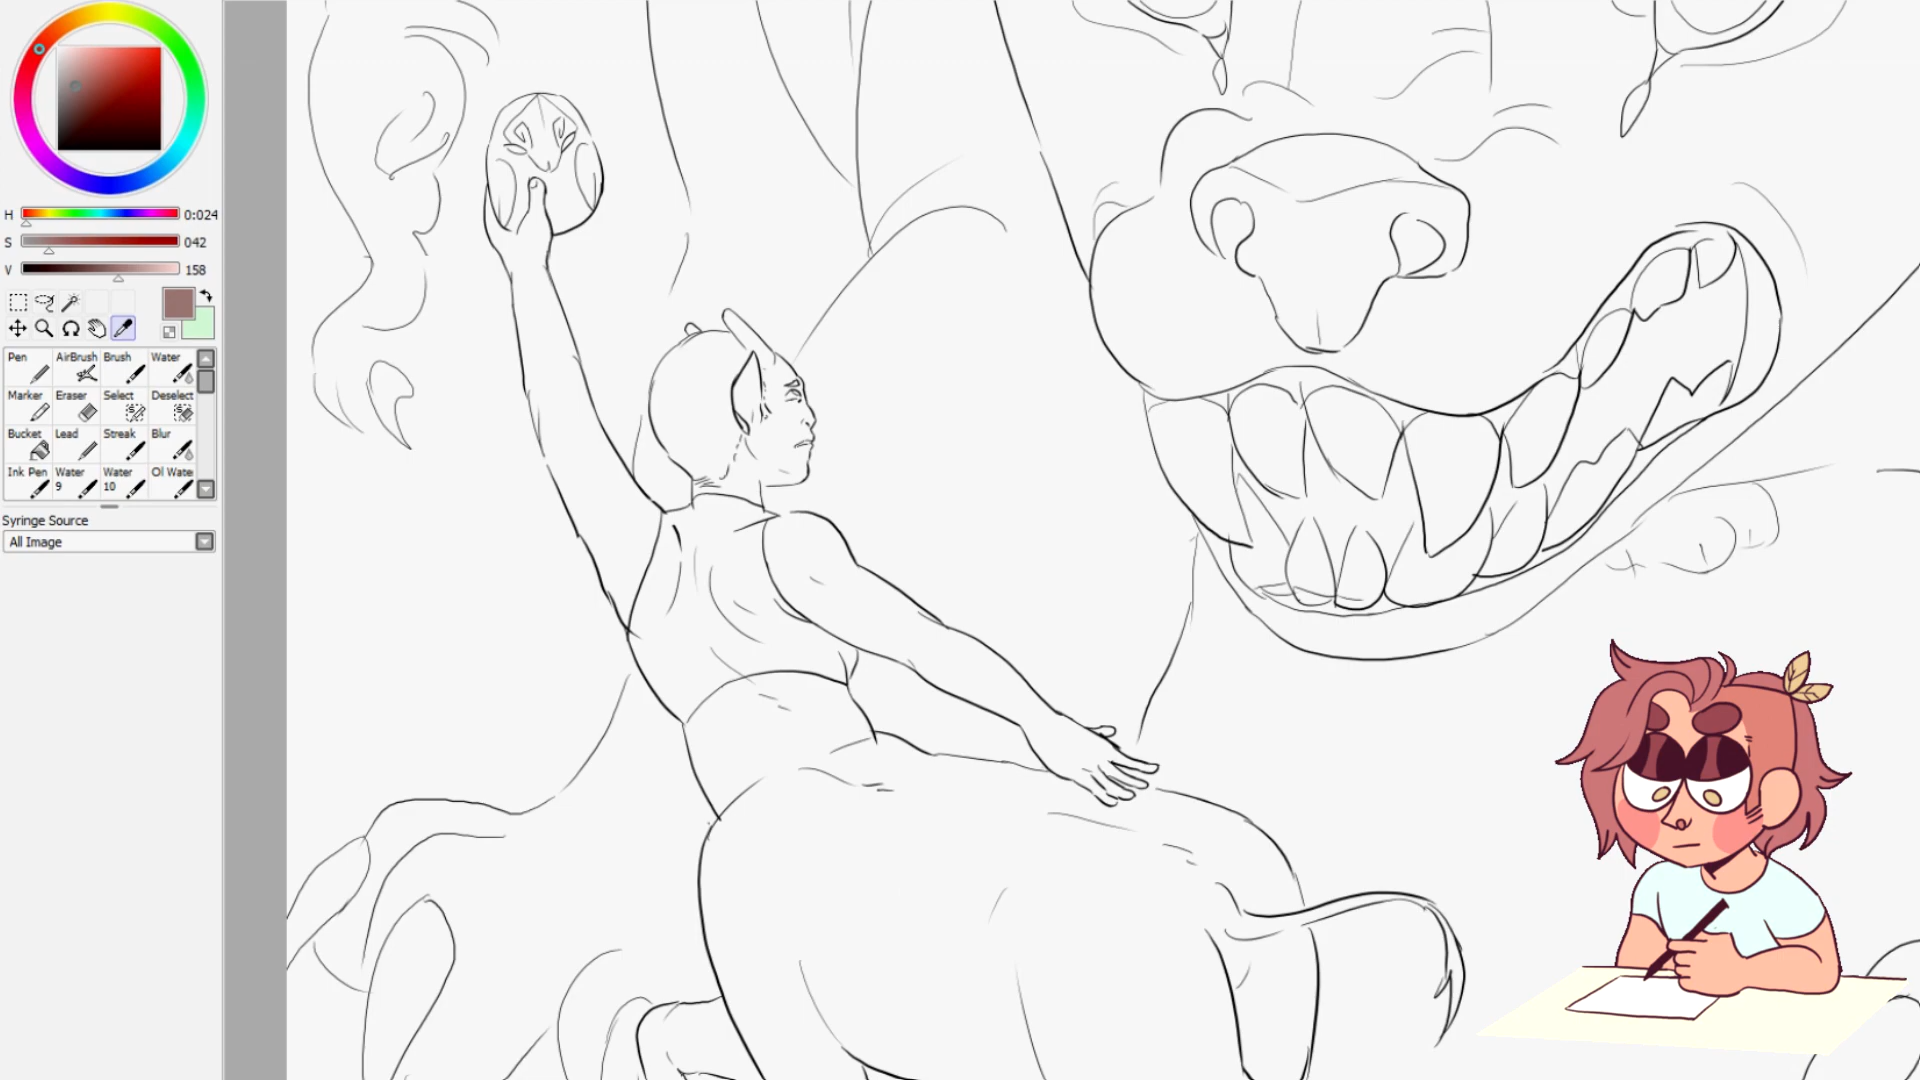 H 0:024
S 042
V 158
Pen AirBrush Brush Water
Marker Eraser Select Deselect
Bucket Lead Streak Blur
Ink Pen Water 9 Water 10 Ol Wate
Syringe Source
All Image